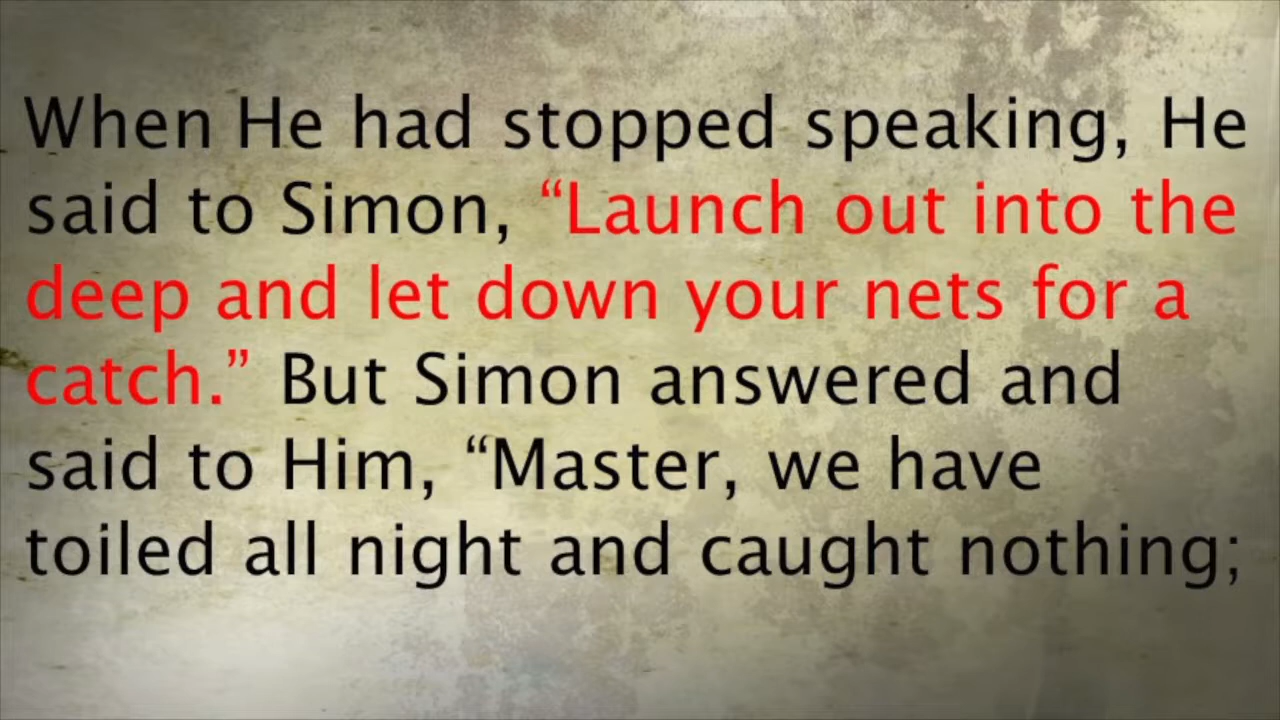 When He had stopped speaking, He
said to Simon, “Launch out into the
deep and let down your nets for a
catch.” But Simon answered and
said to Him, “Master, we have
toiled all night and caught nothing;